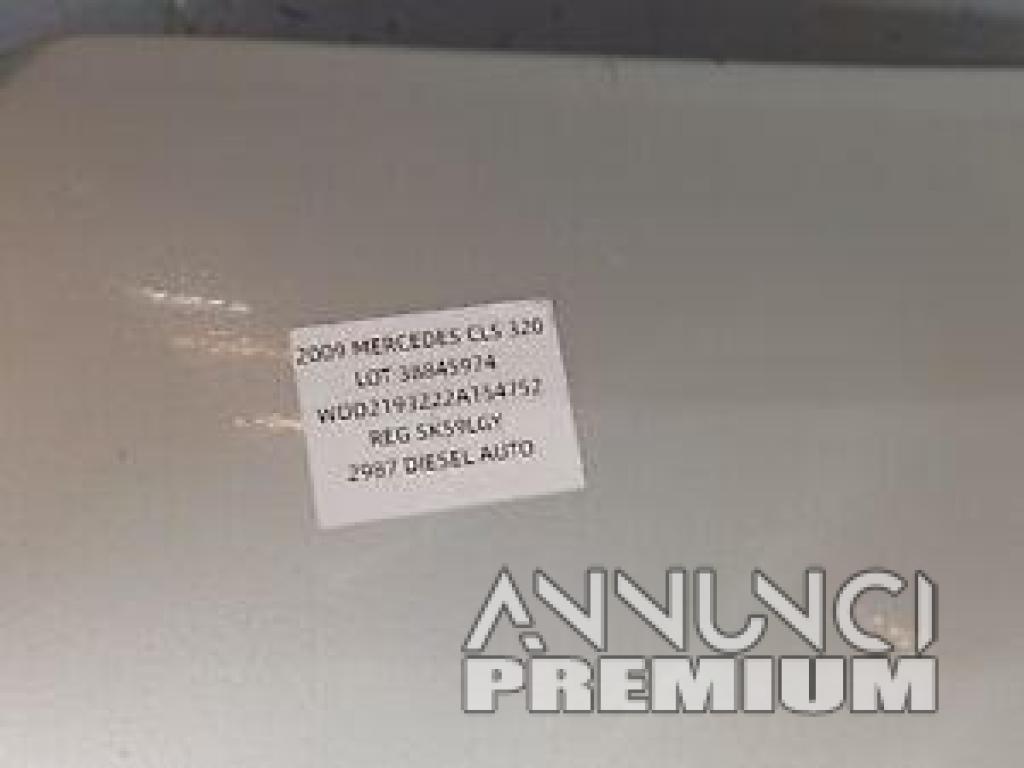 2009 MERCEDES CLS 320
LOT 38845974
WDD2193222A154752
REG SK59LGY
2987 DIESEL AUTO
ANNUNCI
PREMIUM